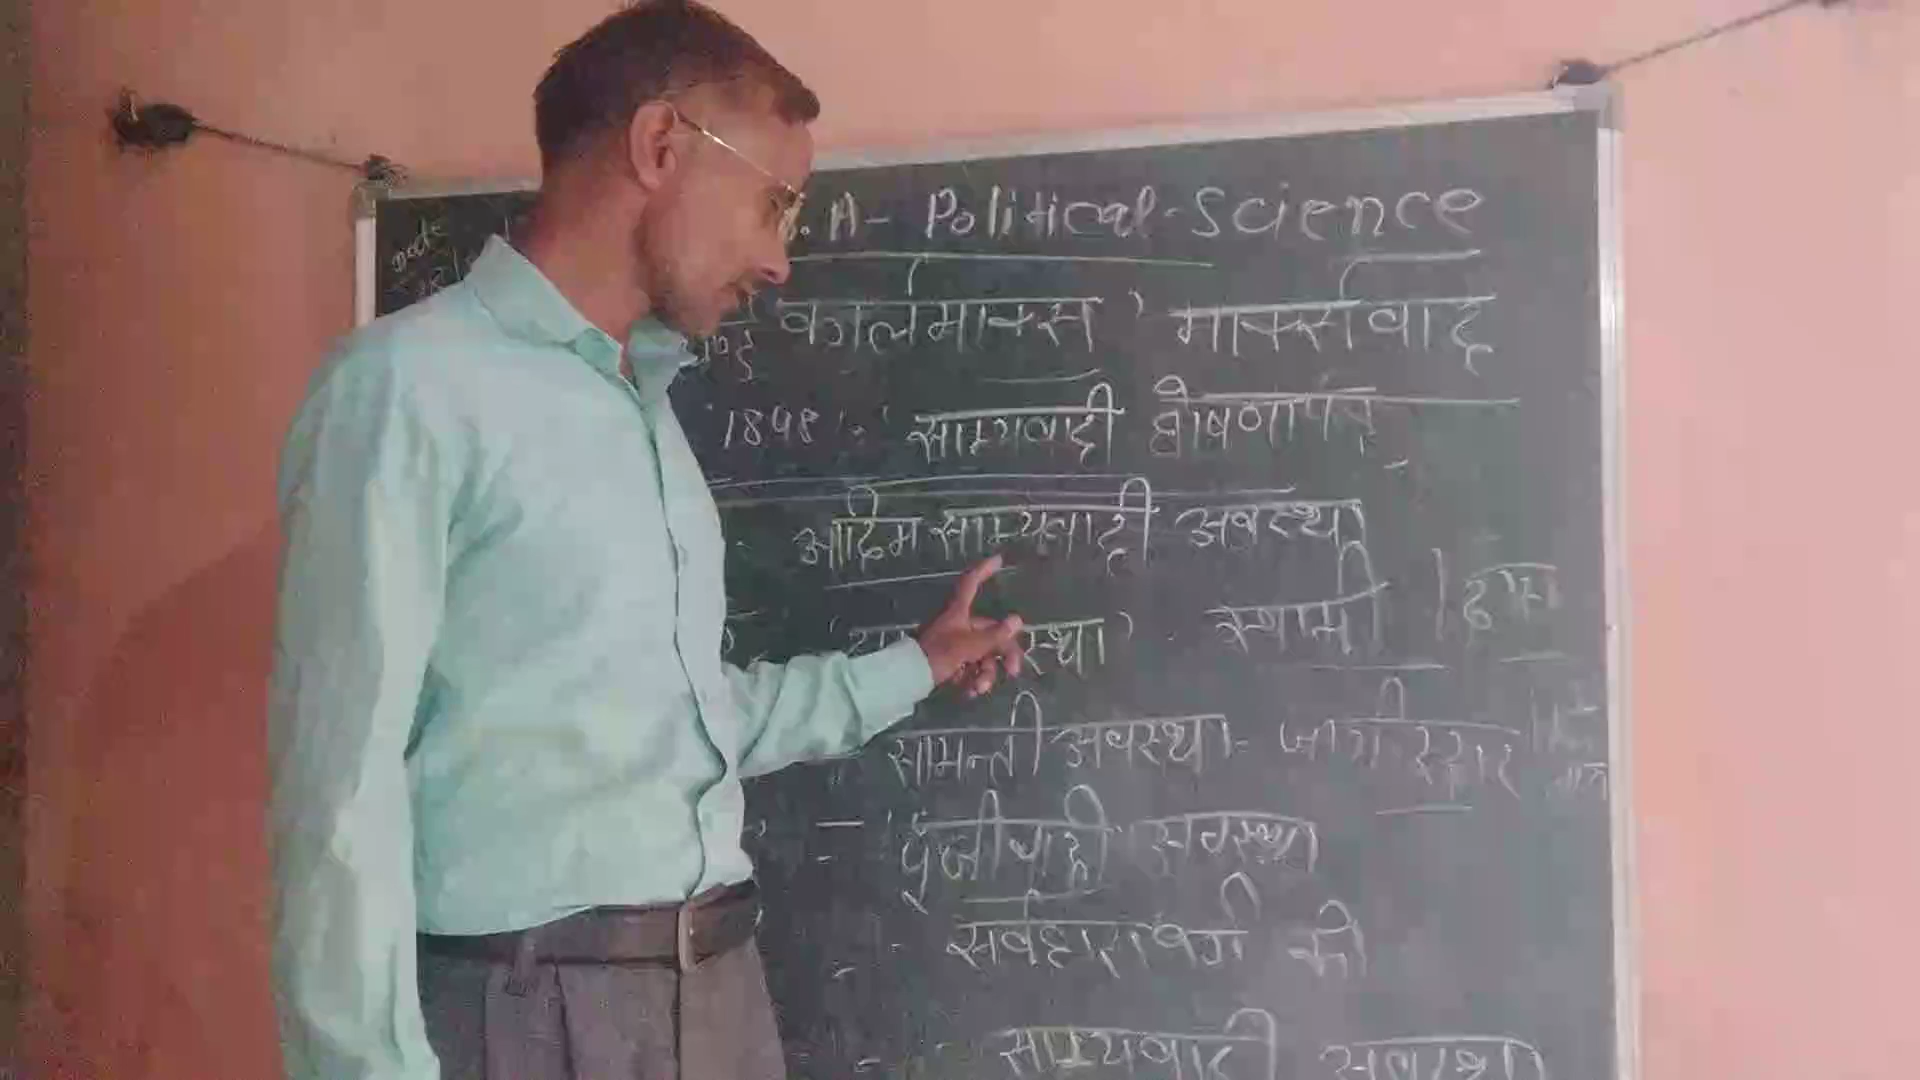 .A- Political-Science
कार्लमार्क्स' मार्क्सवाद
1848 :- साम्यवादी घोषणापत्र
आदिम साम्यवादी अवस्था
स्था) - स्वामी | दास
सामन्ती अवस्था- जागीरदार
- पूंजीवादी अवस्था
- सर्वहारावर्ग की
- साम्यवादी अवस्था